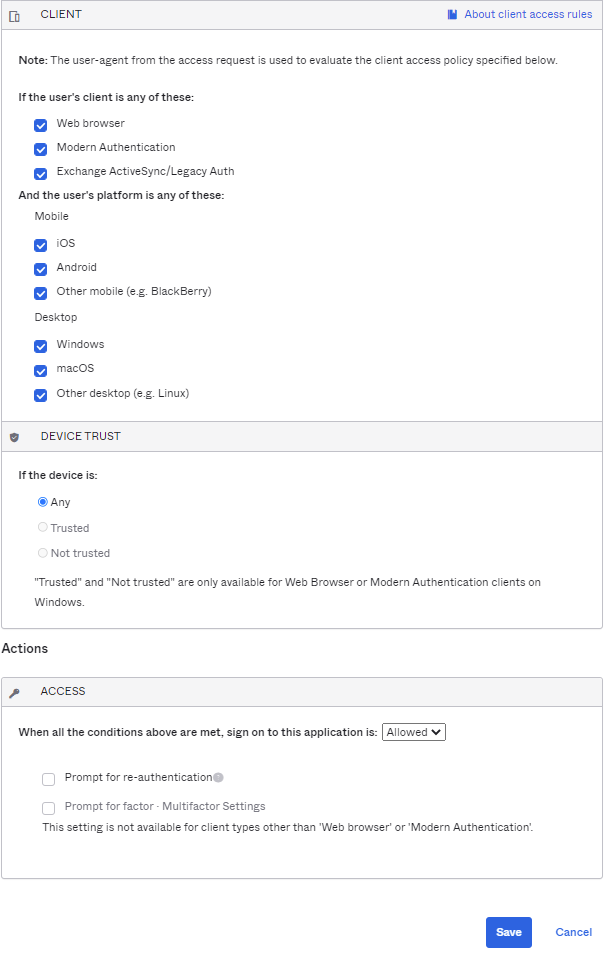 CLIENT
About client access rules
Note: The user-agent from the access request is used to evaluate the client access policy specified below.
If the user's client is any of these:
Web browser
Modern Authentication
Exchange ActiveSync/Legacy Auth
And the user's platform is any of these:
Mobile
iOS
Android
Other mobile (e.g. BlackBerry)
Desktop
Windows
macOS
Other desktop (e.g. Linux)
DEVICE TRUST
If the device is:
Any
Trusted
Not trusted
"Trusted" and "Not trusted" are only available for Web Browser or Modern Authentication clients on
Windows.
Actions
ACCESS
When all the conditions above are met, sign on to this application is: Allowed
Prompt for re-authentication
Prompt for factor · Multifactor Settings
This setting is not available for client types other than 'Web browser' or 'Modern Authentication'.
Save
Cancel